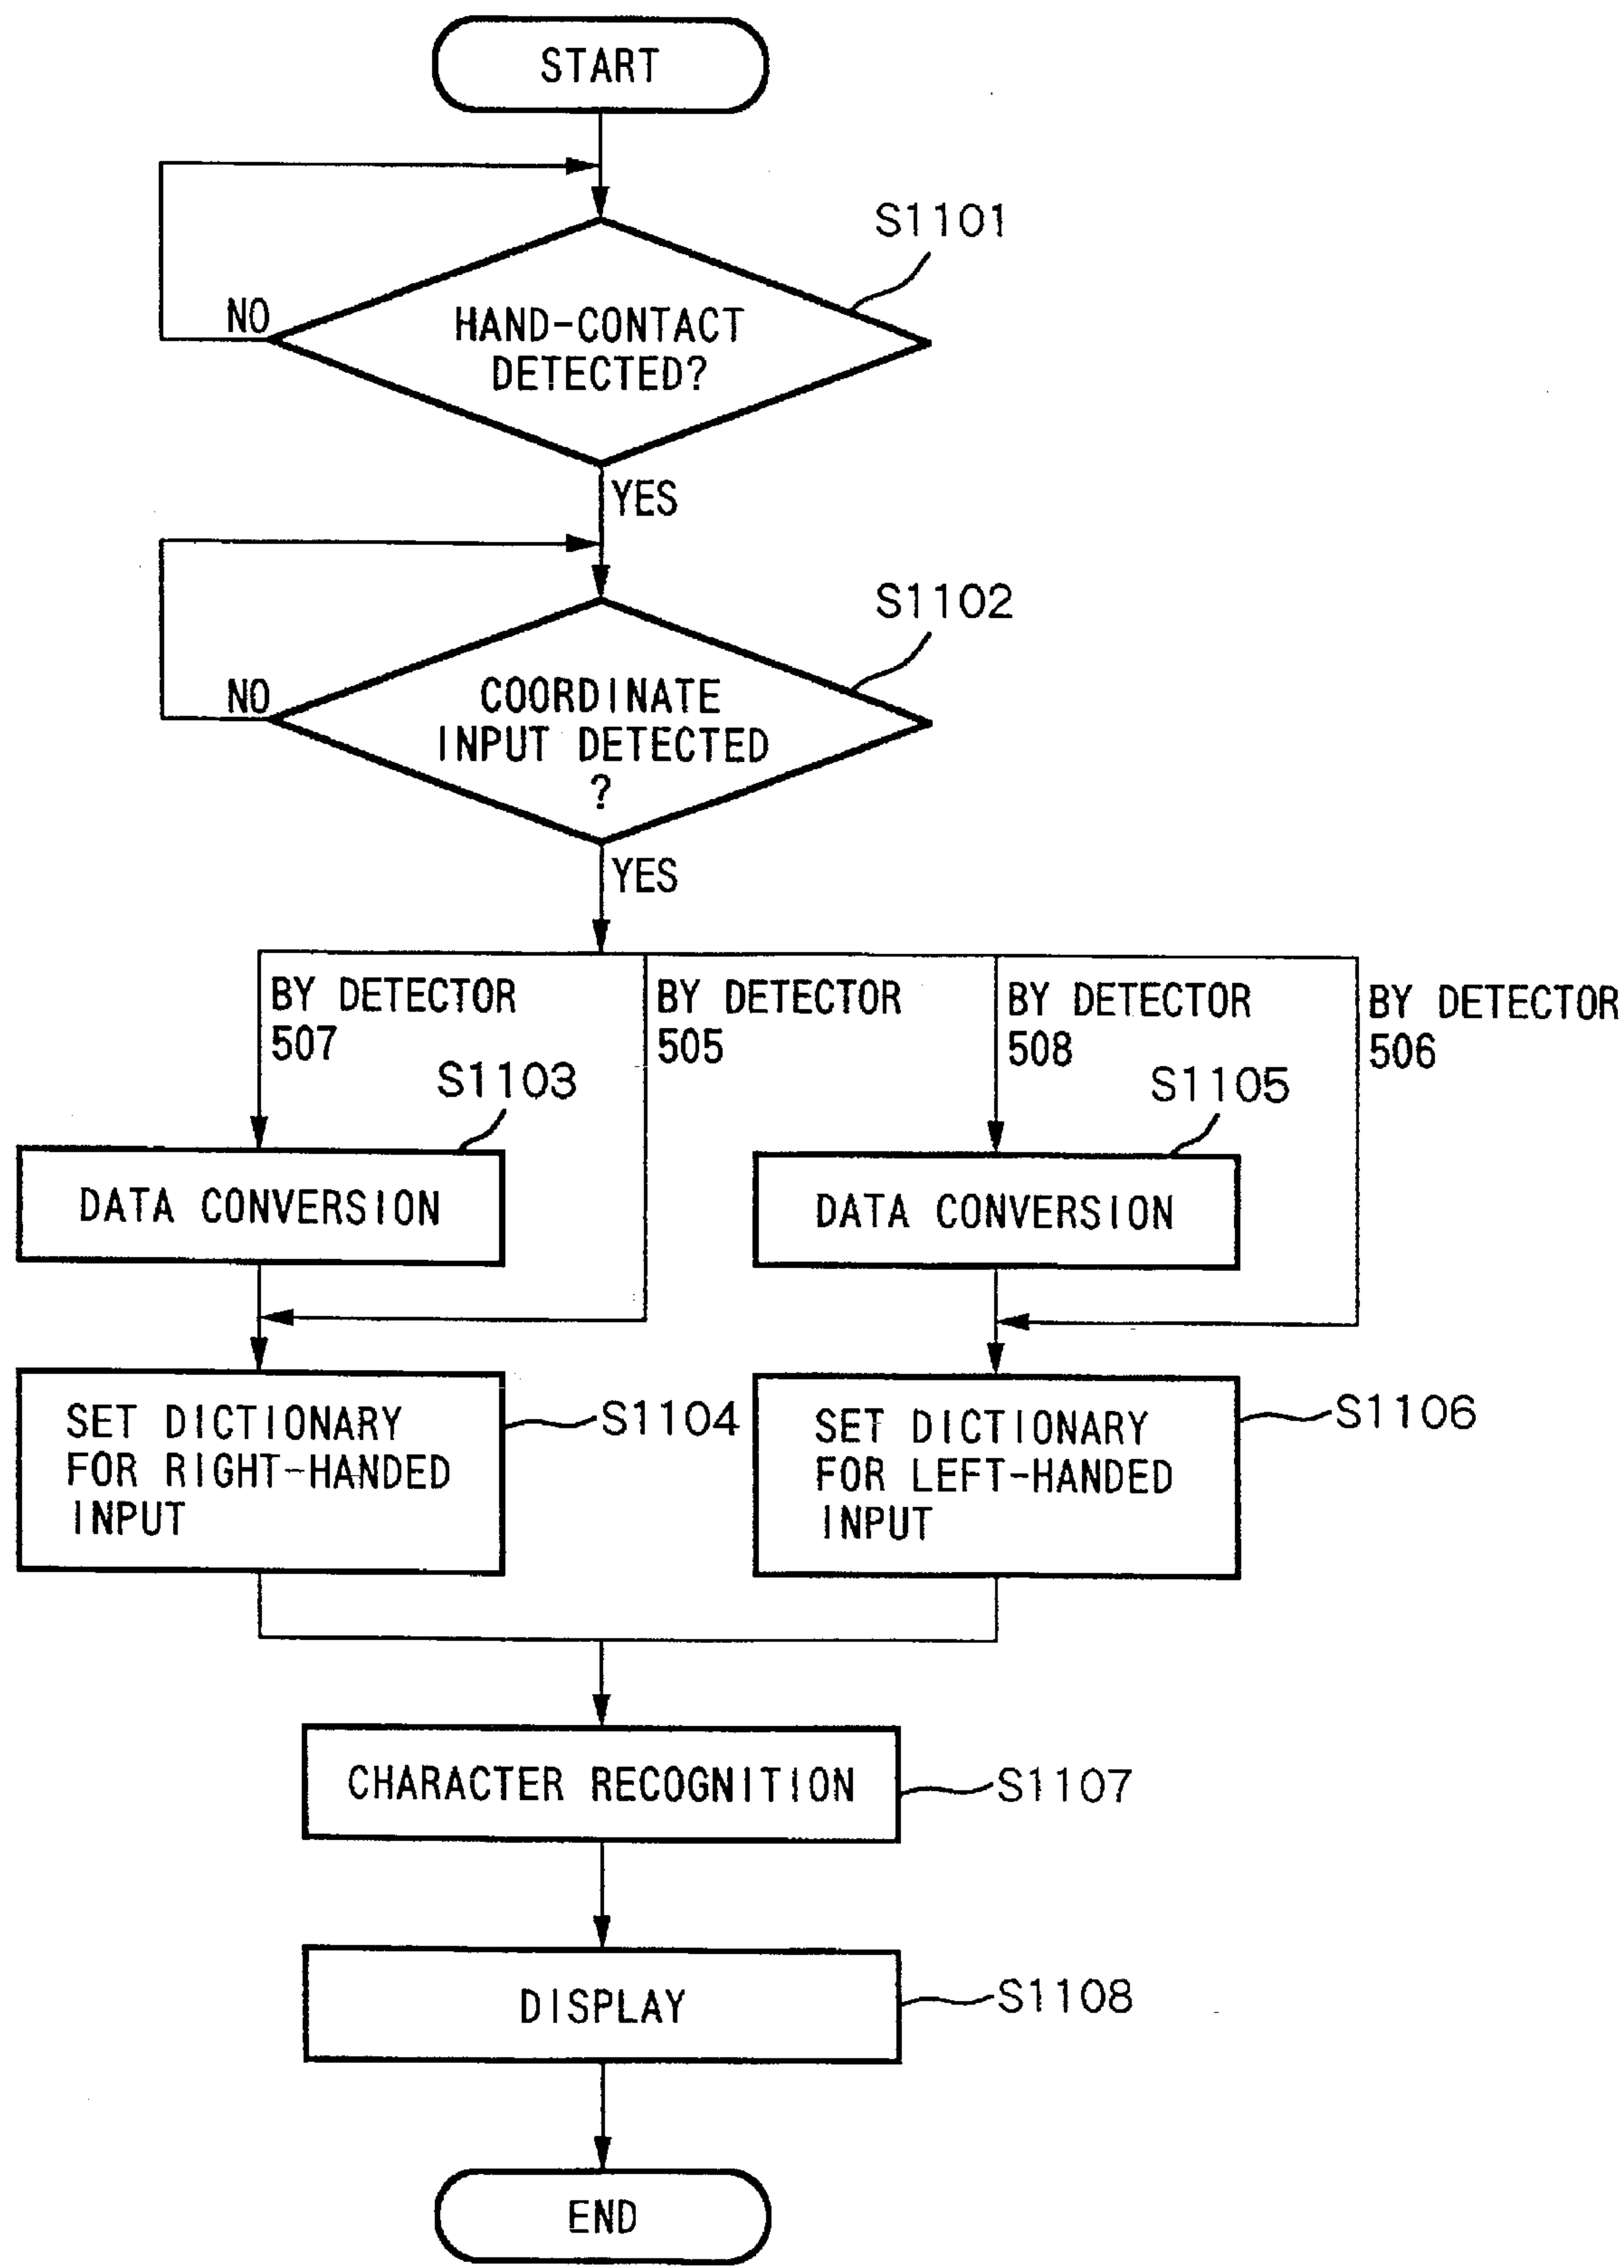 START
S1101
NO
HAND-CONTACT
DETECTED?
YES
S1102
NO
COORDINATE
INPUT DETECTED
?
YES
BY DETECTOR
507
BY DETECTOR
505
BY DETECTOR
508
BY DETECTOR
506
S1103
S1105
DATA CONVERSION
DATA CONVERSION
SET DICTIONARY
FOR RIGHT-HANDED
INPUT
S1104
SET DICTIONARY
FOR LEFT-HANDED
INPUT
S1106
CHARACTER RECOGNITION
S1107
DISPLAY
S1108
END